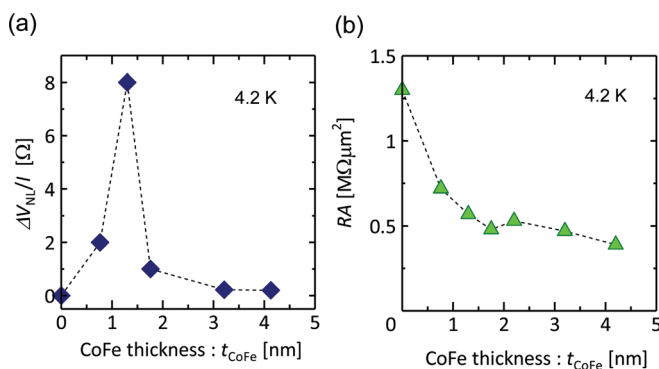 (a)
8
6
4
2
0
4.2 K
ΔV_NL/I [Ω]
0 1 2 3 4 5
CoFe thickness : t_CoFe [nm]
(b)
1.5
1
0.5
0
4.2 K
RA [MΩμm²]
0 1 2 3 4 5
CoFe thickness : t_CoFe [nm]